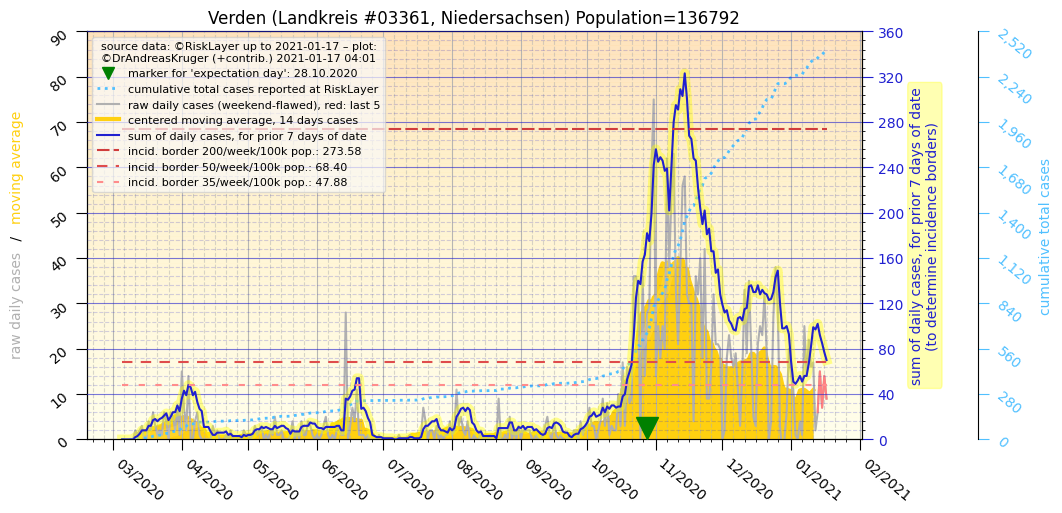 Verden (Landkreis #03361, Niedersachsen) Population=136792
source data: ©RiskLayer up to 2021-01-17 – plot:
©DrAndreasKruger (+contrib.) 2021-01-17 04:01
marker for 'expectation day': 28.10.2020
cumulative total cases reported at RiskLayer
raw daily cases (weekend-flawed), red: last 5
centered moving average, 14 days cases
sum of daily cases, for prior 7 days of date
incid. border 200/week/100k pop.: 273.58
incid. border 50/week/100k pop.: 68.40
incid. border 35/week/100k pop.: 47.88
raw daily cases / moving average
90
80
70
60
50
40
30
20
10
0
360
320
280
240
200
160
120
80
40
0
sum of daily cases, for prior 7 days of date
(to determine incidence borders)
2,520
2,240
1,960
1,680
1,400
1,120
840
560
280
0
cumulative total cases
03/2020
04/2020
05/2020
06/2020
07/2020
08/2020
09/2020
10/2020
11/2020
12/2020
01/2021
02/2021